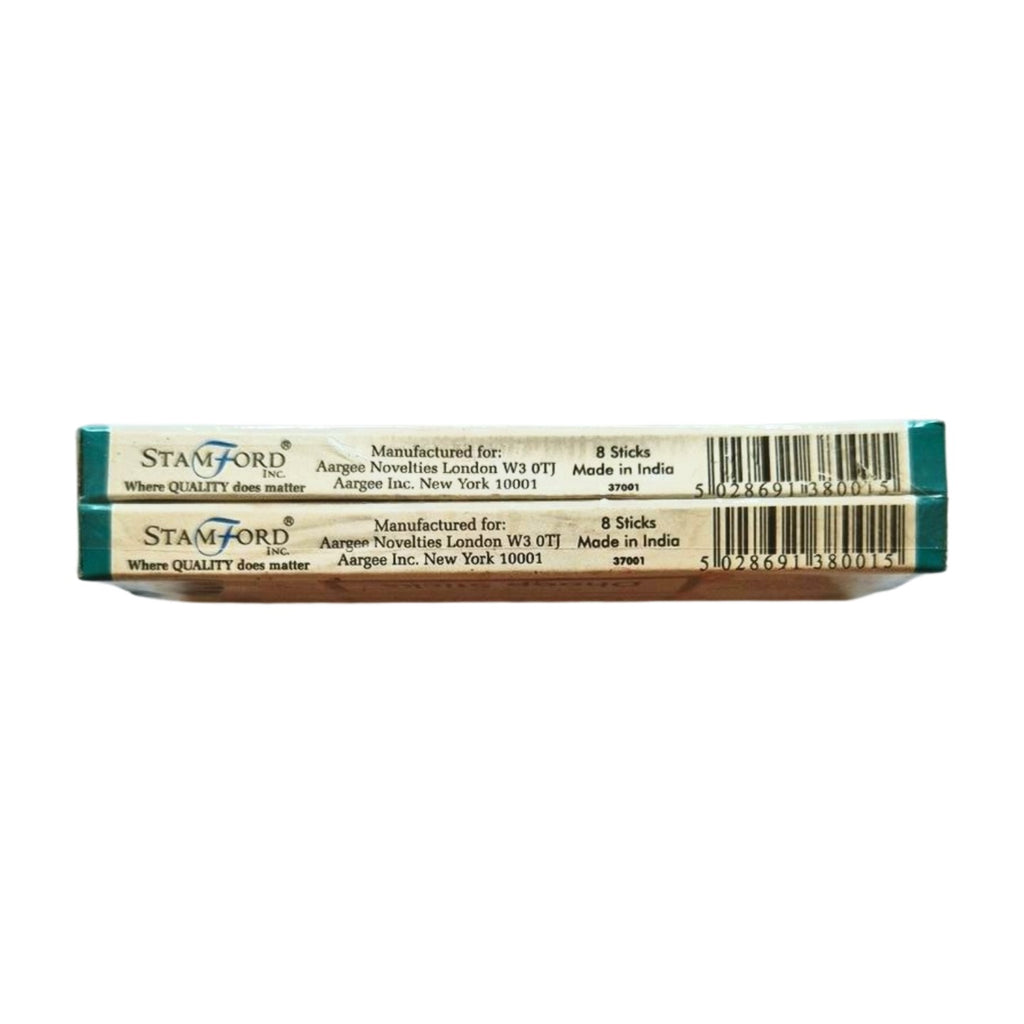 STAMFORD®
INC.
Where QUALITY does matter
Manufactured for:
Aargee Novelties London W3 0TJ
Aargee Inc. New York 10001
8 Sticks
Made in India
37001
5 028691 380015
STAMFORD®
INC.
Where QUALITY does matter
Manufactured for:
Aargee Novelties London W3 0TJ
Aargee Inc. New York 10001
8 Sticks
Made in India
37001
5 028691 380015